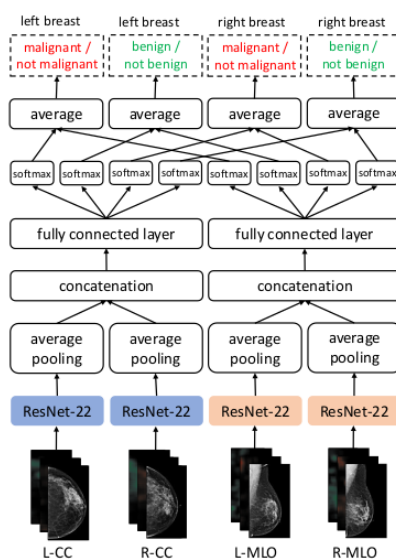 left breast left breast right breast right breast
malignant / benign / malignant / benign /
not malignant not benign not malignant not benign
average average average average
softmax softmax softmax softmax softmax softmax softmax softmax
fully connected layer fully connected layer
concatenation concatenation
average average average average
pooling pooling pooling pooling
ResNet-22 ResNet-22 ResNet-22 ResNet-22
L-CC R-CC L-MLO R-MLO